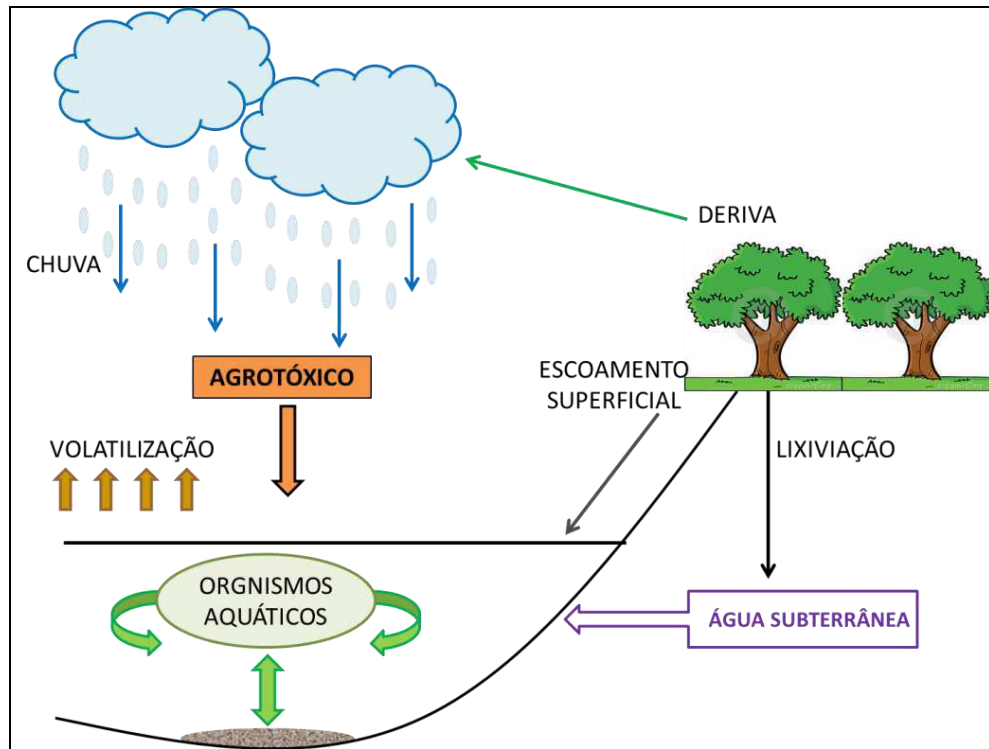 DERIVA
CHUVA
AGROTÓXICO
ESCOAMENTO
SUPERFICIAL
VOLATILIZAÇÃO
LIXIVIAÇÃO
ORGNISMOS
AQUÁTICOS
ÁGUA SUBTERRÂNEA